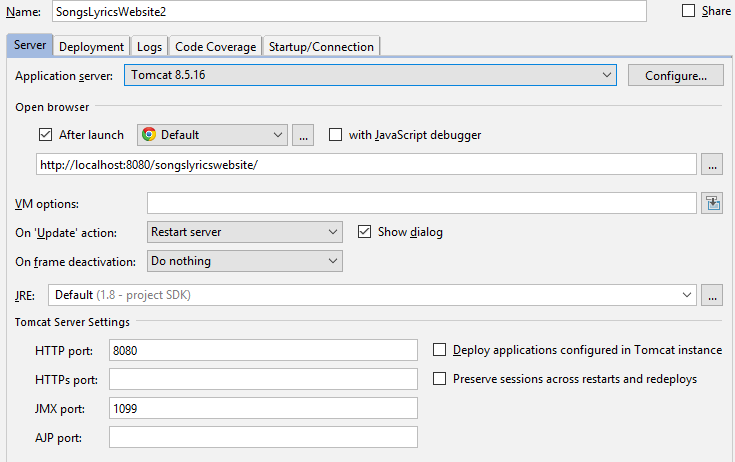 Name: SongsLyricsWebsite2 Share
Server Deployment Logs Code Coverage Startup/Connection
Application server: Tomcat 8.5.16 Configure...
Open browser
After launch Default ... with JavaScript debugger
http://localhost:8080/songslyricswebsite/ ...
VM options:
On 'Update' action: Restart server Show dialog
On frame deactivation: Do nothing
JRE: Default (1.8 - project SDK) ...
Tomcat Server Settings
HTTP port: 8080 Deploy applications configured in Tomcat instance
HTTPs port: Preserve sessions across restarts and redeploys
JMX port: 1099
AJP port: